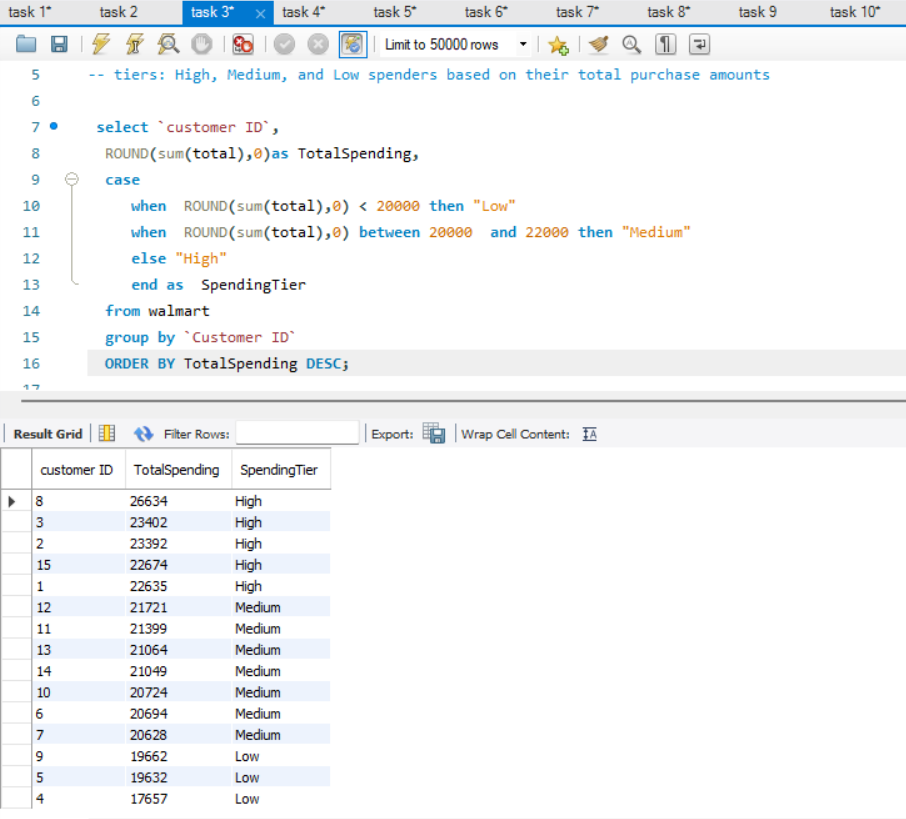 task 1* task 2 task 3* × task 4* task 5* task 6* task 7* task 8* task 9 task 10*
Limit to 50000 rows
5 -- tiers: High, Medium, and Low spenders based on their total purchase amounts
6
7 select `customer ID`,
8 ROUND(sum(total),0)as TotalSpending,
9 case
10 when ROUND(sum(total),0) < 20000 then "Low"
11 when ROUND(sum(total),0) between 20000 and 22000 then "Medium"
12 else "High"
13 end as SpendingTier
14 from walmart
15 group by `Customer ID`
16 ORDER BY TotalSpending DESC;
17
Result Grid Filter Rows: Export: Wrap Cell Content: IA
customer ID TotalSpending SpendingTier
8 26634 High
3 23402 High
2 23392 High
15 22674 High
1 22635 High
12 21721 Medium
11 21399 Medium
13 21064 Medium
14 21049 Medium
10 20724 Medium
6 20694 Medium
7 20628 Medium
9 19662 Low
5 19632 Low
4 17657 Low